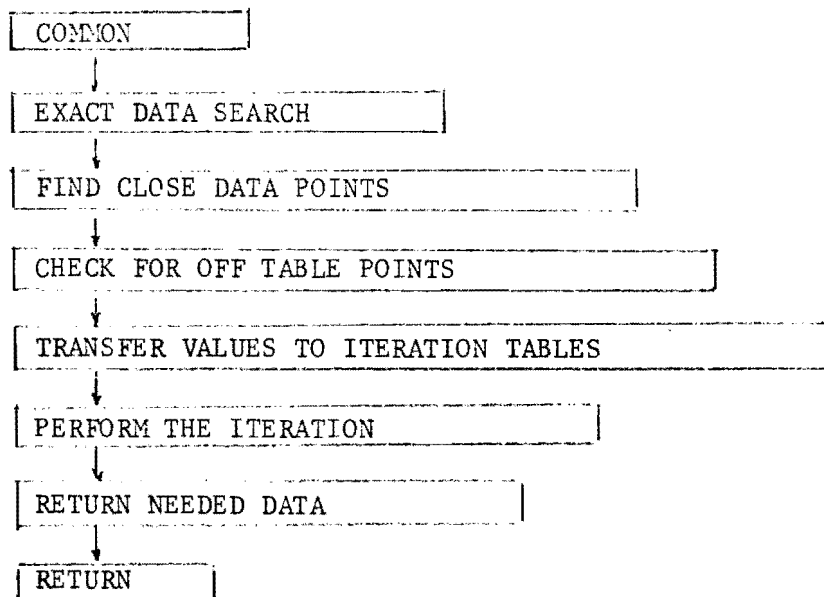 COMMON
EXACT DATA SEARCH
FIND CLOSE DATA POINTS
CHECK FOR OFF TABLE POINTS
TRANSFER VALUES TO ITERATION TABLES
PERFORM THE ITERATION
RETURN NEEDED DATA
RETURN